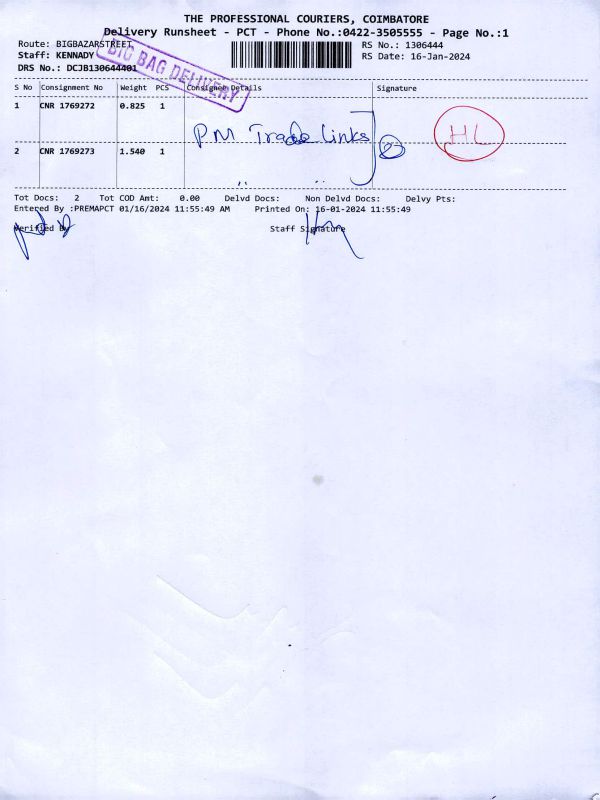 THE PROFESSIONAL COURIERS, COIMBATORE
Delivery Runsheet - PCT - Phone No.:0422-3505555 - Page No.:1
Route: BIGBAZARSTREET
RS No.: 1306444
Staff: KENNADY
RS Date: 16-Jan-2024
DRS No.: DCJB130644401
BIG BAG DELIVERY
S No Consignment No Weight PCS Consignee Details Signature
1 CNR 1769272 0.825 1
PM Trade links
HL
2 CNR 1769273 1.540 1
,, ,,
Tot Docs: 2 Tot COD Amt: 0.00 Delvd Docs: Non Delvd Docs: Delvy Pts:
Entered By :PREMAPCT 01/16/2024 11:55:49 AM Printed On: 16-01-2024 11:55:49
Verified By Staff Signature